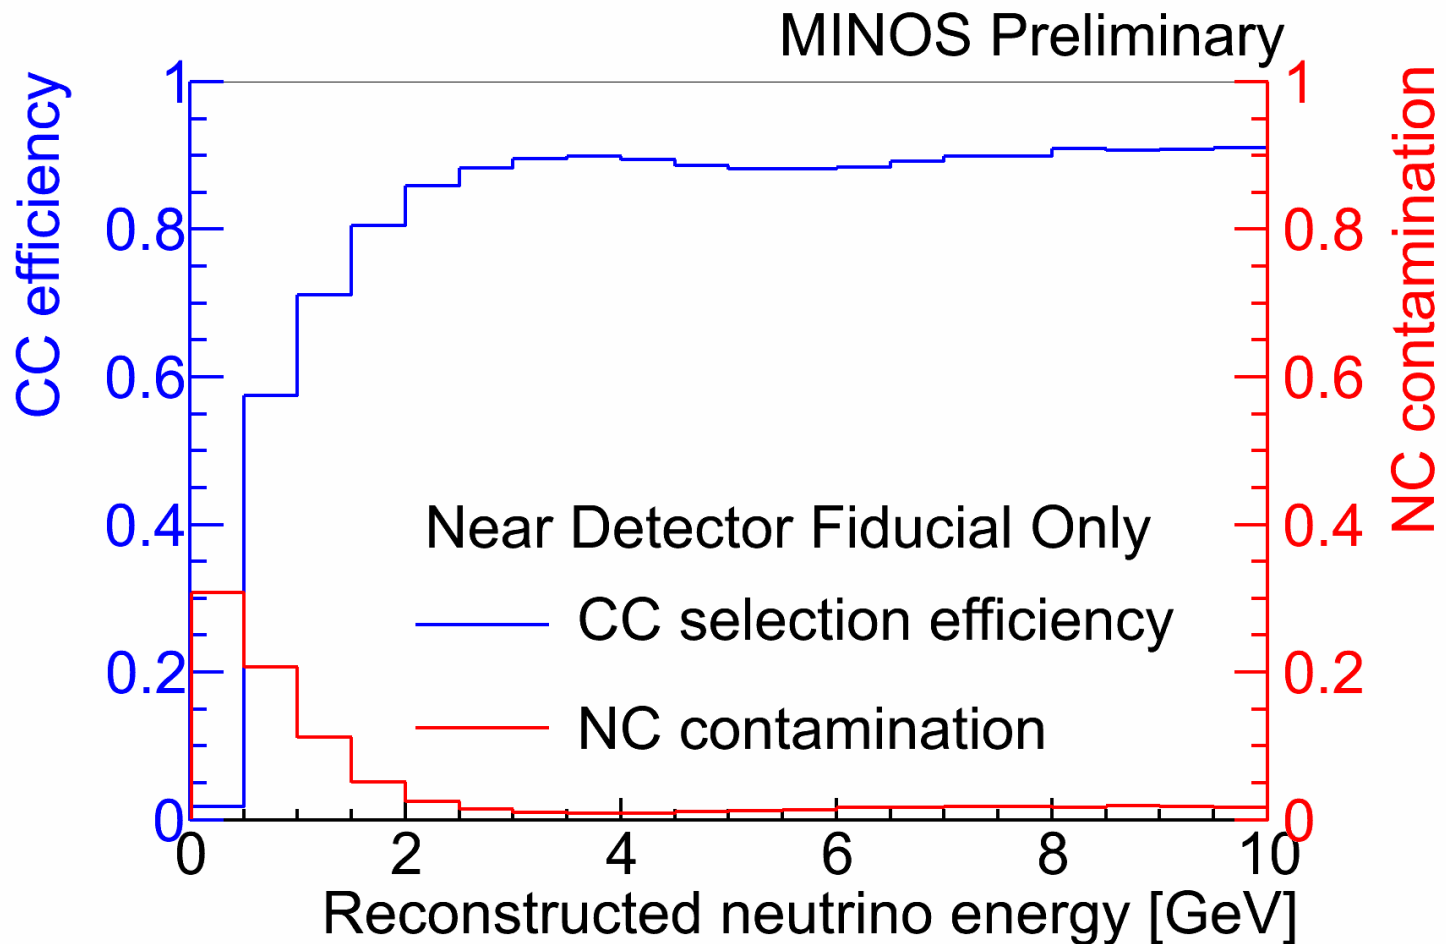 MINOS Preliminary
CC efficiency
1
0.8
0.6
0.4
0.2
0
1
0.8
0.6
0.4
0.2
0
NC contamination
Near Detector Fiducial Only
CC selection efficiency
NC contamination
0 2 4 6 8 10
Reconstructed neutrino energy [GeV]